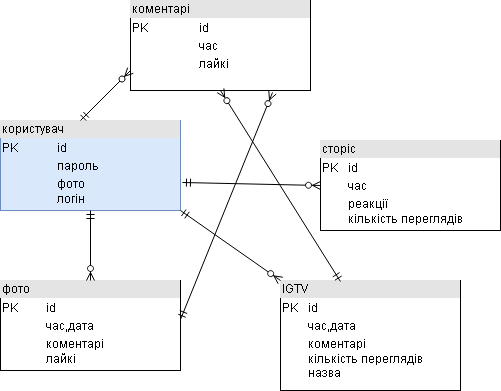 коментарі
PK id
час
лайкі
користувач
PK id
пароль
фото
логін
сторіс
PK id
час
реакції
кількість переглядів
фото
PK id
час,дата
коментарі
лайкі
IGTV
PK id
час,дата
коментарі
кількість переглядів
назва